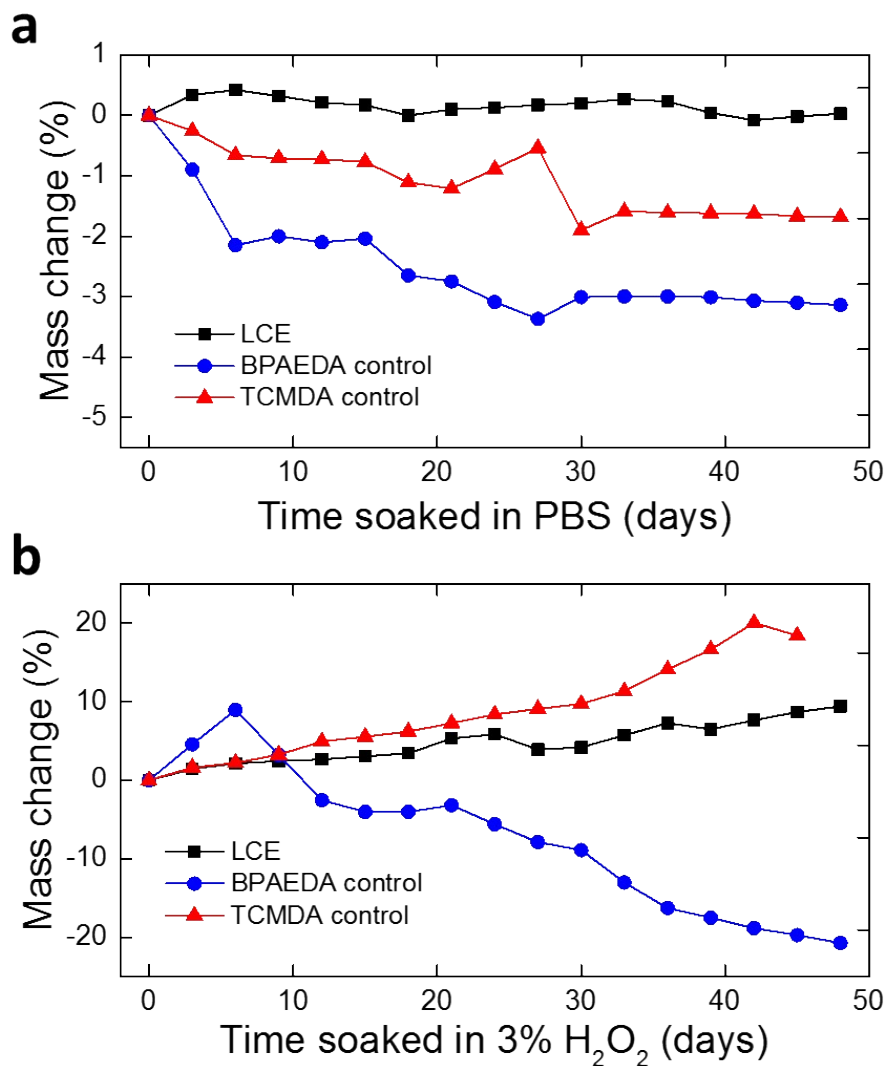 a
Mass change (%)
1
0
-1
-2
-3
-4
-5
LCE
BPAEDA control
TCMDA control
0
10
20
30
40
50
Time soaked in PBS (days)
b
Mass change (%)
20
10
0
-10
-20
LCE
BPAEDA control
TCMDA control
0
10
20
30
40
50
Time soaked in 3% H₂O₂ (days)